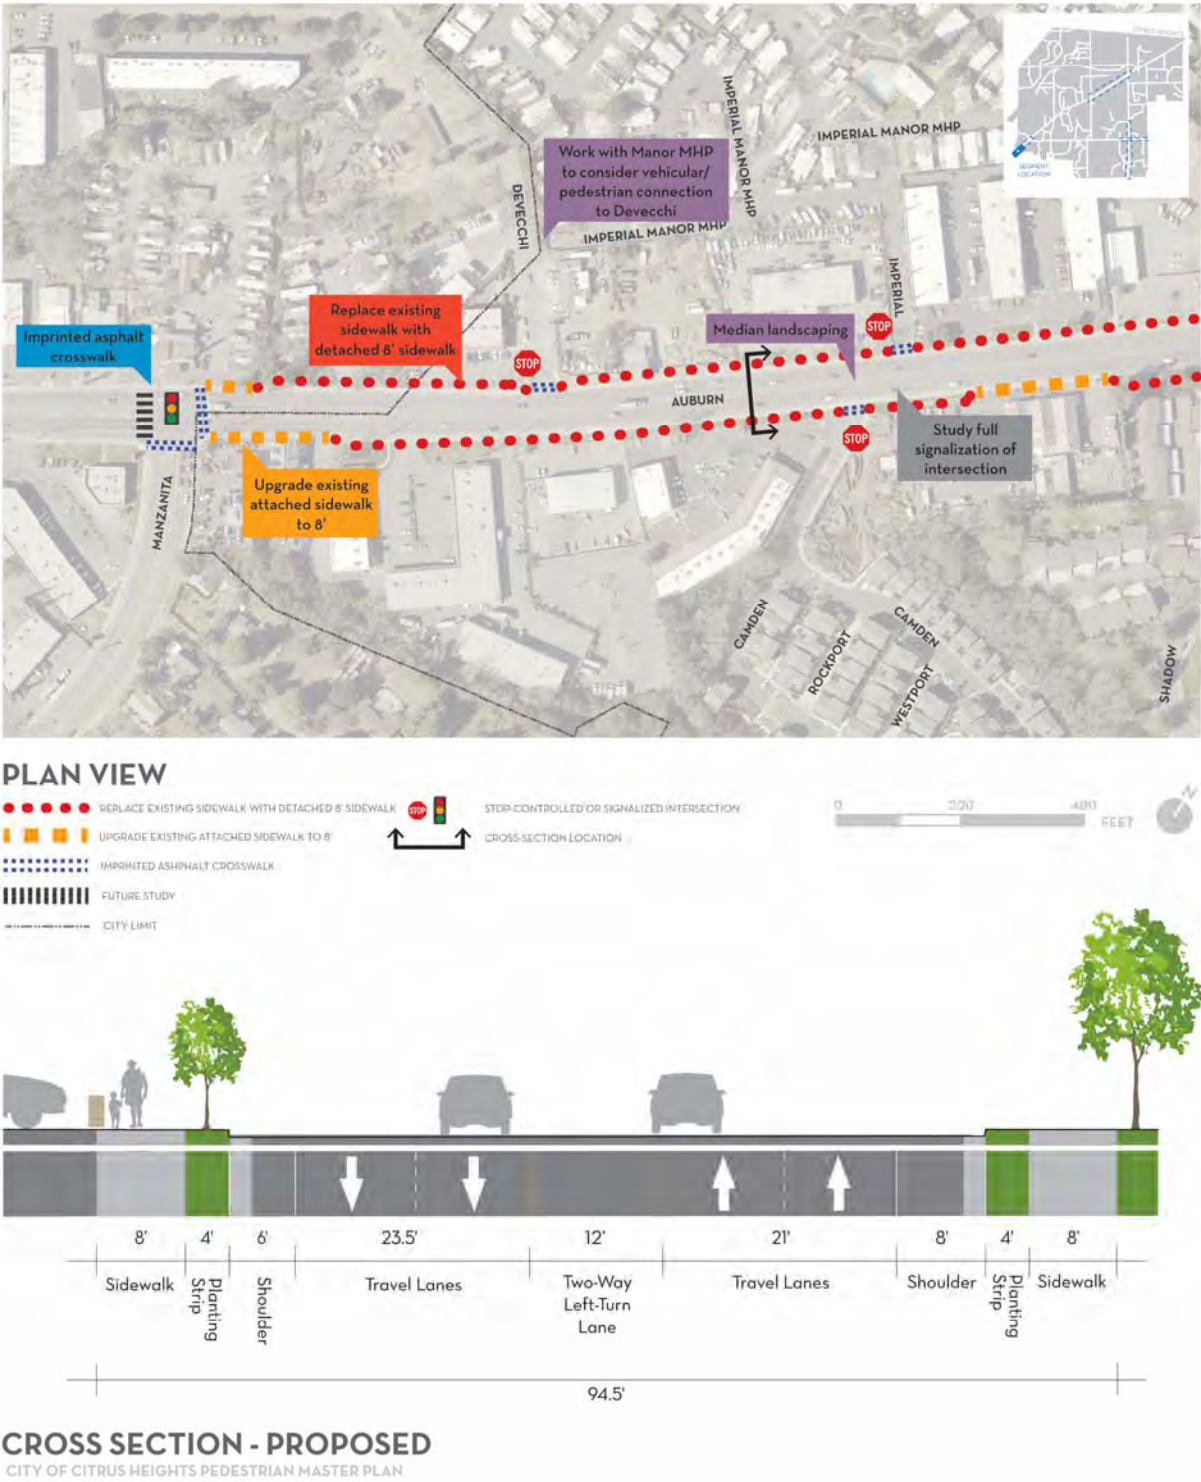 CITRUS HEIGHTS
SEGMENT
LOCATION
IMPERIAL MANOR MHP
IMPERIAL MANOR MHP
Work with Manor MHP
to consider vehicular/
pedestrian connection
to Devecchi
IMPERIAL MANOR MHP
DEVECCHI
IMPERIAL
Imprinted asphalt
crosswalk
Replace existing
sidewalk with
detached 8' sidewalk
Median landscaping
STOP
STOP
AUBURN
STOP
Study full
signalization of
intersection
Upgrade existing
attached sidewalk
to 8'
MANZANITA
CAMDEN
ROCKPORT
CAMDEN
WESTPORT
SHADOW
PLAN VIEW
REPLACE EXISTING SIDEWALK WITH DETACHED 8' SIDEWALK
STOP
STOP-CONTROLLED OR SIGNALIZED INTERSECTION
UPGRADE EXISTING ATTACHED SIDEWALK TO 8'
CROSS-SECTION LOCATION
IMPRINTED ASHPHALT CROSSWALK
FUTURE STUDY
CITY LIMIT
0 200 400
FEET
N
8' 4' 6' 23.5' 12' 21' 8' 4' 8'
Sidewalk
Planting
Strip
Shoulder
Travel Lanes
Two-Way
Left-Turn
Lane
Travel Lanes
Shoulder
Planting
Strip
Sidewalk
94.5'
CROSS SECTION - PROPOSED
CITY OF CITRUS HEIGHTS PEDESTRIAN MASTER PLAN